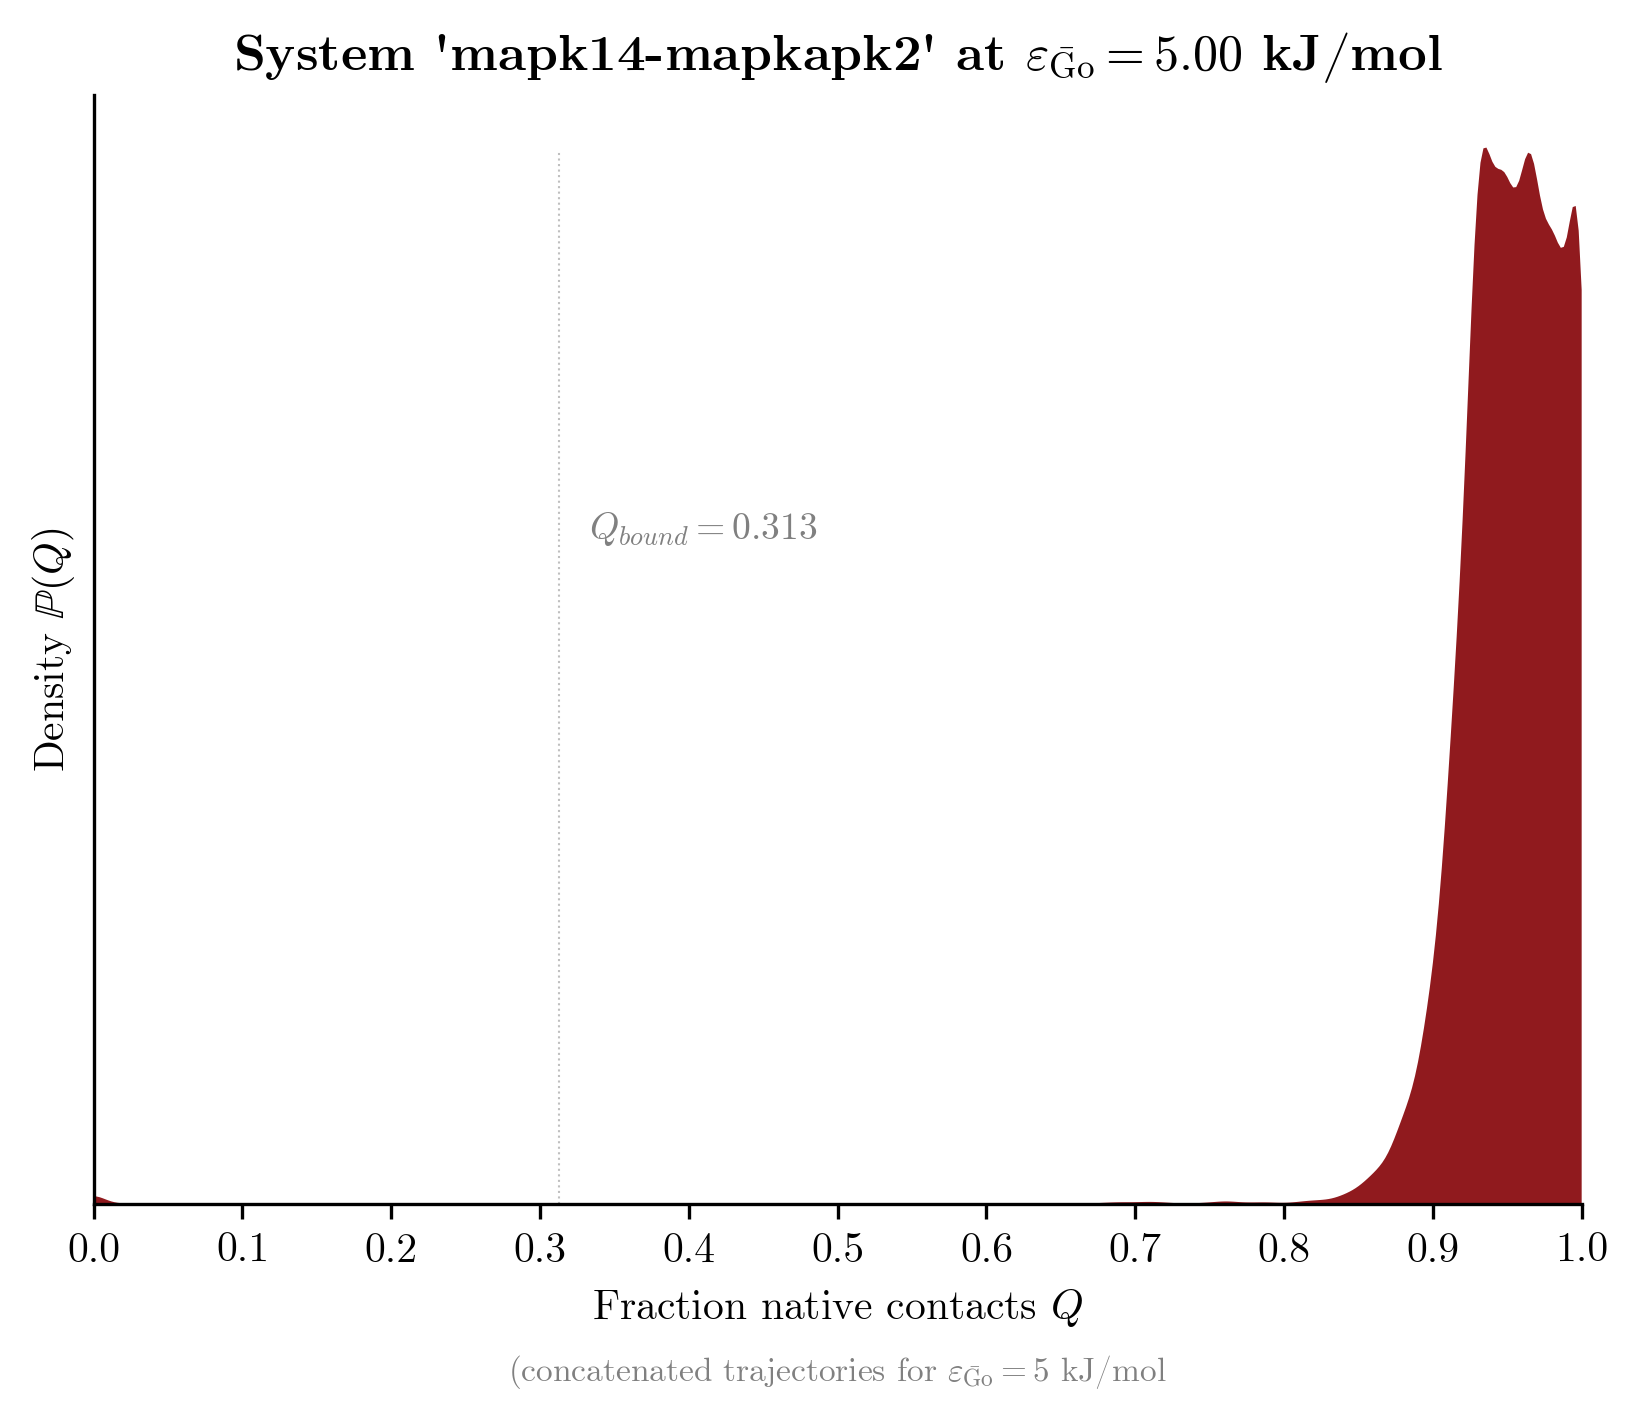 System 'mapk14-mapkapk2' at ε_Ḡo = 5.00 kJ/mol
Density ℙ(Q)
Q_bound = 0.313
0.0 0.1 0.2 0.3 0.4 0.5 0.6 0.7 0.8 0.9 1.0
Fraction native contacts Q
(concatenated trajectories for ε_Ḡo = 5 kJ/mol